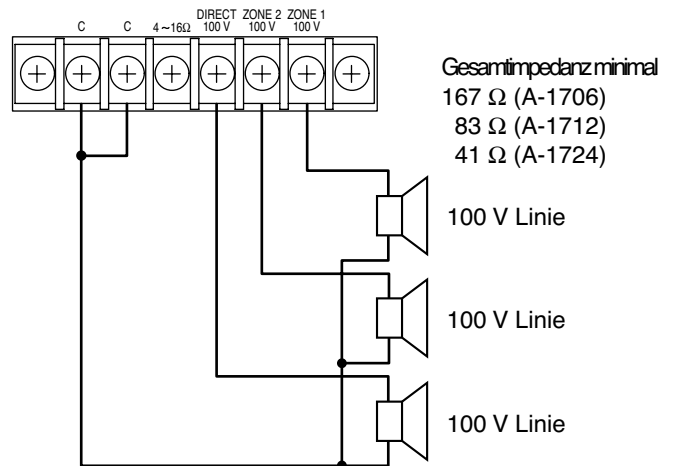 DIRECT ZONE 2 ZONE 1
C C 4~16Ω 100 V 100 V 100 V
Gesamtimpedanz minimal
167 Ω (A-1706)
83 Ω (A-1712)
41 Ω (A-1724)
100 V Linie
100 V Linie
100 V Linie